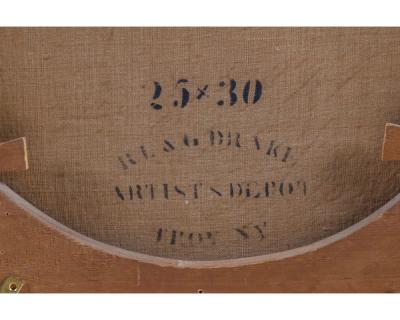 25 × 30
R L & G DRAKE
ARTISTS DEPOT
TROY NY